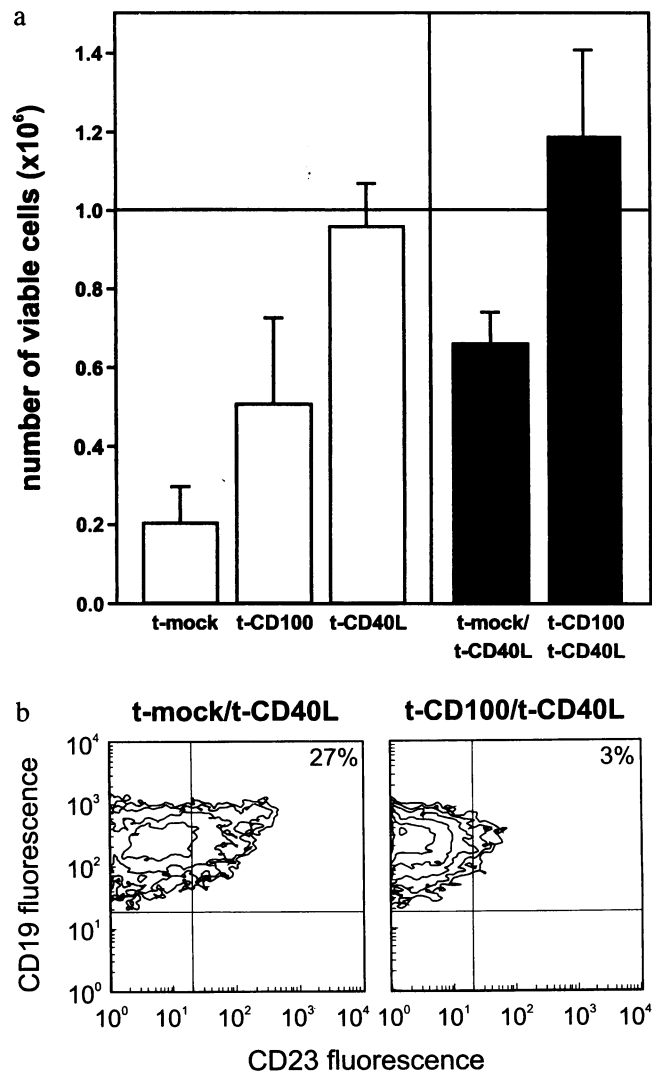 a
number of viable cells (x10⁶)
1.4
1.2
1.0
0.8
0.6
0.4
0.2
0.0
t-mock t-CD100 t-CD40L t-mock/ t-CD100
t-CD40L t-CD40L
b
t-mock/t-CD40L t-CD100/t-CD40L
CD19 fluorescence
10⁴
10³
10²
10¹
10⁰
27% 3%
10⁰ 10¹ 10² 10³ 10⁴ 10⁰ 10¹ 10² 10³ 10⁴
CD23 fluorescence